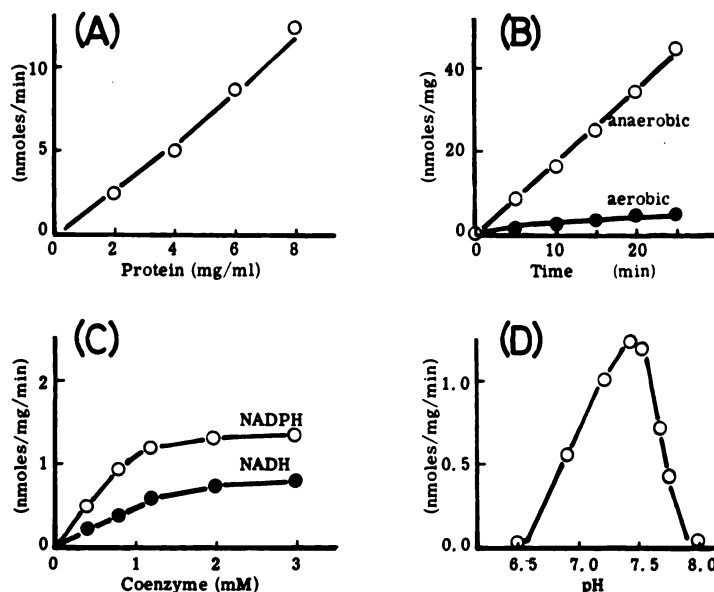 (A)
(nmoles/min)
10
5
0
0 2 4 6 8
Protein (mg/ml)
(B)
(nmoles/mg)
40
20
0
anaerobic
aerobic
0 10 20
Time (min)
(C)
(nmoles/mg/min)
2
1
0
NADPH
NADH
0 1 2 3
Coenzyme (mM)
(D)
(nmoles/mg/min)
1.0
0.5
0.0
6.5 7.0 7.5 8.0
pH